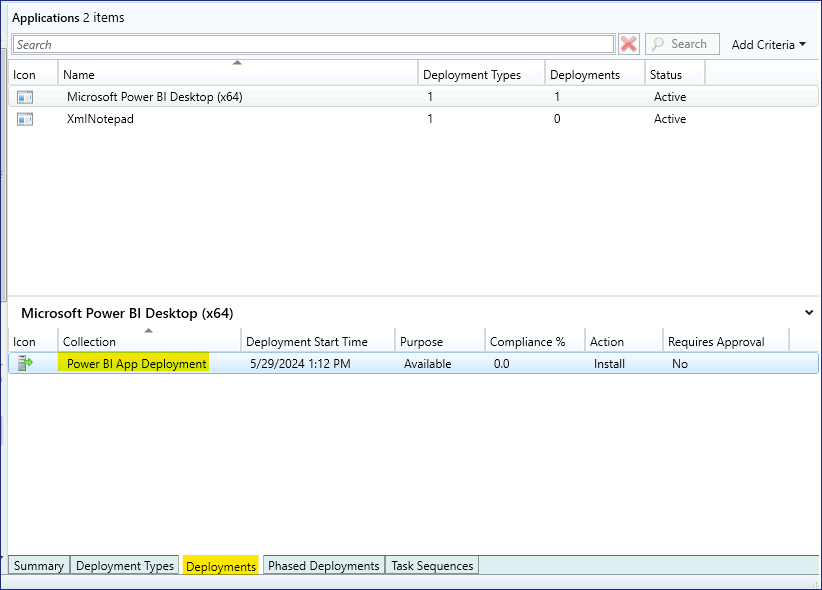 Applications 2 items
Search Search Add Criteria
Icon Name Deployment Types Deployments Status
Microsoft Power BI Desktop (x64) 1 1 Active
XmlNotepad 1 0 Active
Microsoft Power BI Desktop (x64)
Icon Collection Deployment Start Time Purpose Compliance % Action Requires Approval
Power BI App Deployment 5/29/2024 1:12 PM Available 0.0 Install No
Summary Deployment Types Deployments Phased Deployments Task Sequences